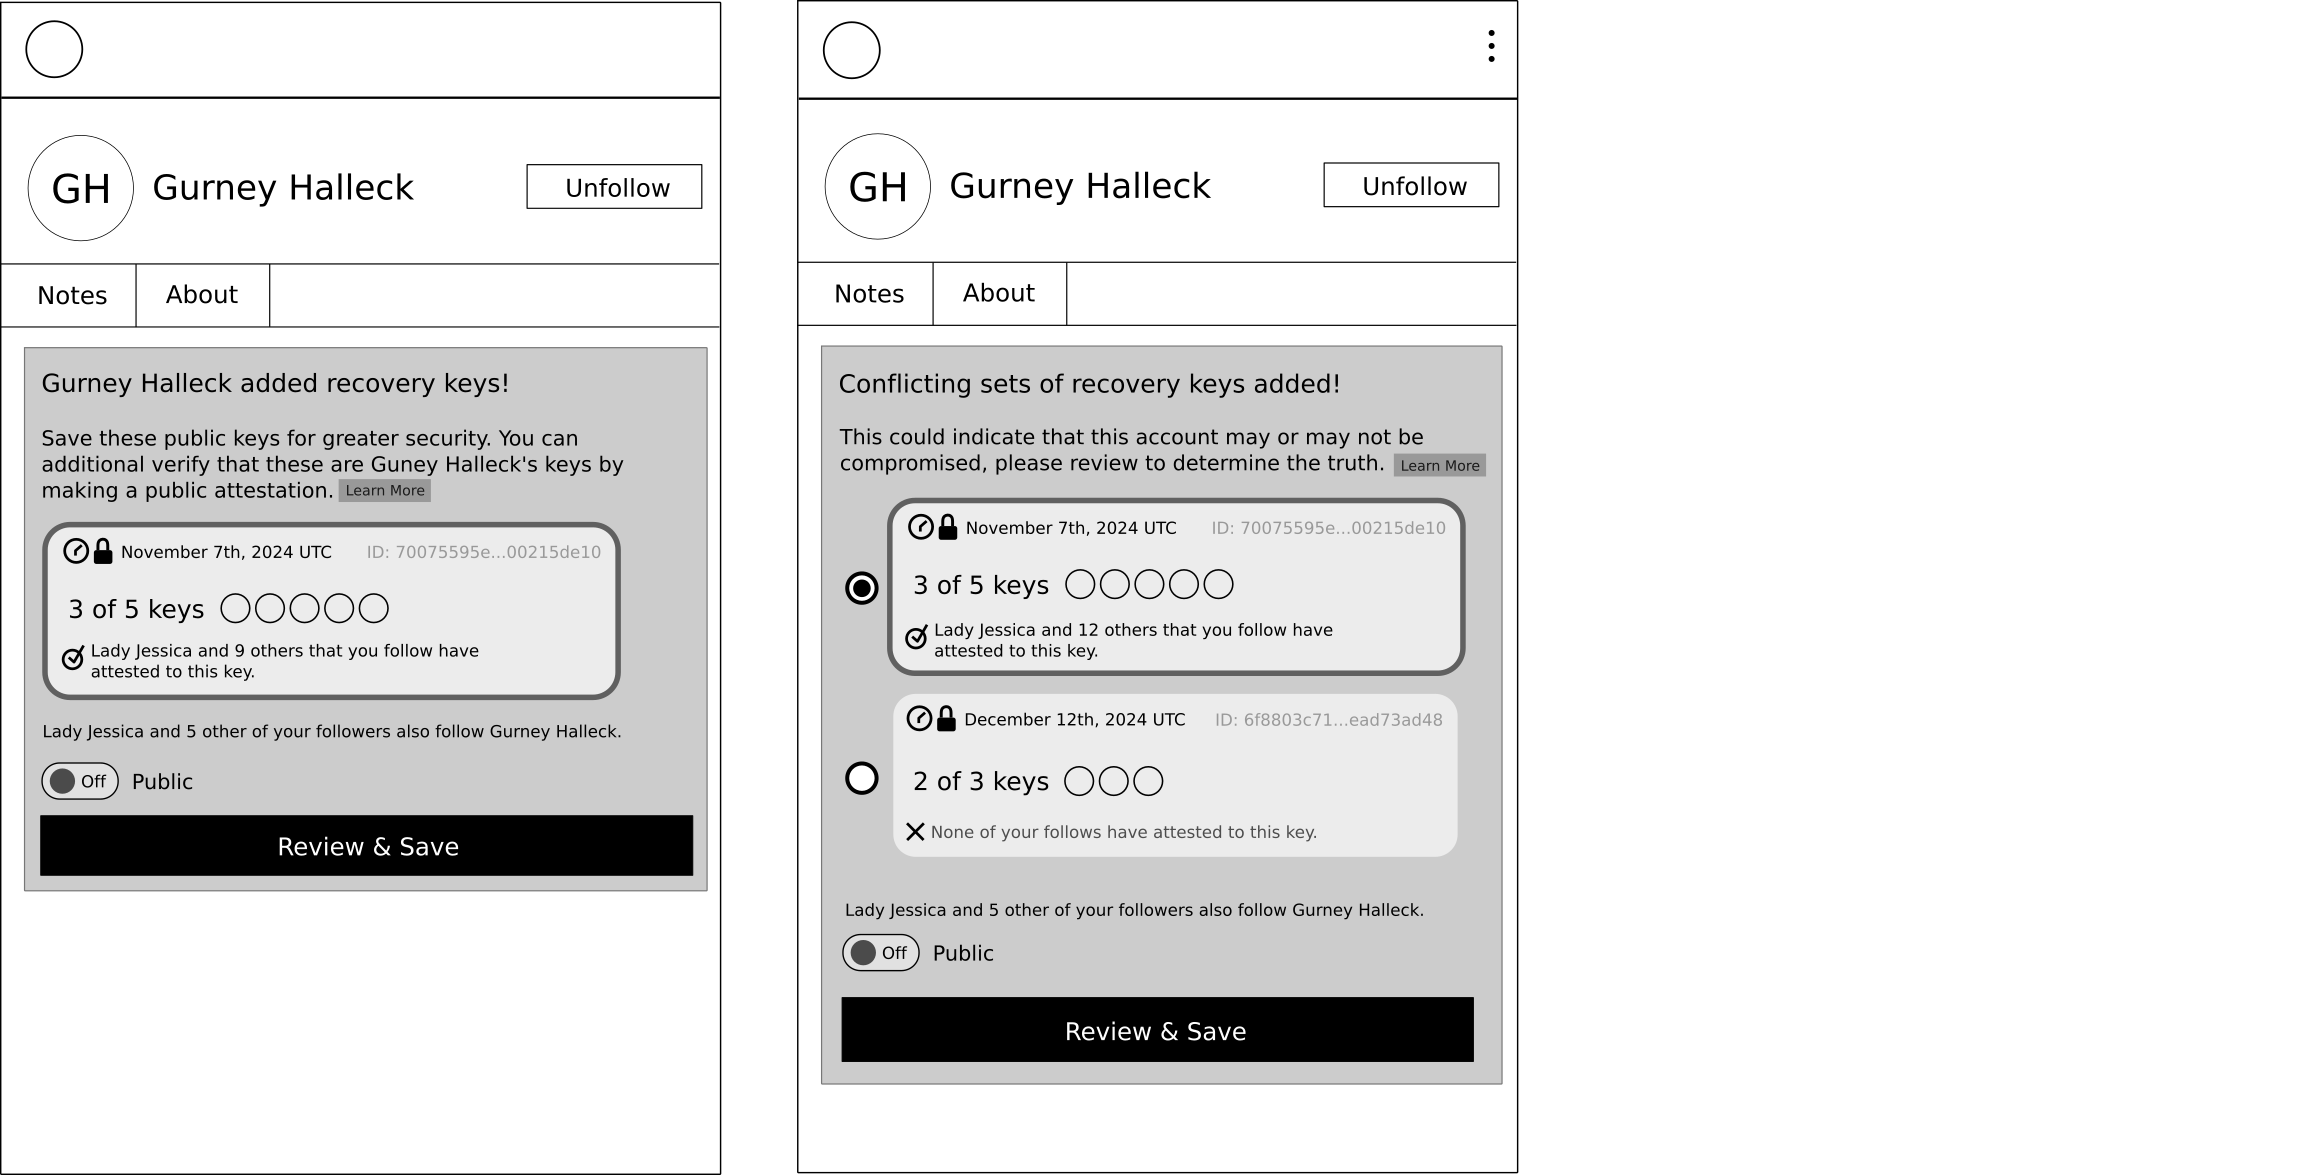 GH
Gurney Halleck
Unfollow
Notes
About
Gurney Halleck added recovery keys!
Save these public keys for greater security. You can
additional verify that these are Guney Halleck's keys by
making a public attestation.
Learn More
November 7th, 2024 UTC
ID: 70075595e...00215de10
3 of 5 keys
Lady Jessica and 9 others that you follow have
attested to this key.
Lady Jessica and 5 other of your followers also follow Gurney Halleck.
Off
Public
Review & Save
GH
Gurney Halleck
Unfollow
Notes
About
Conflicting sets of recovery keys added!
This could indicate that this account may or may not be
compromised, please review to determine the truth.
Learn More
November 7th, 2024 UTC
ID: 70075595e...00215de10
3 of 5 keys
Lady Jessica and 12 others that you follow have
attested to this key.
December 12th, 2024 UTC
ID: 6f8803c71...ead73ad48
2 of 3 keys
None of your follows have attested to this key.
Lady Jessica and 5 other of your followers also follow Gurney Halleck.
Off
Public
Review & Save